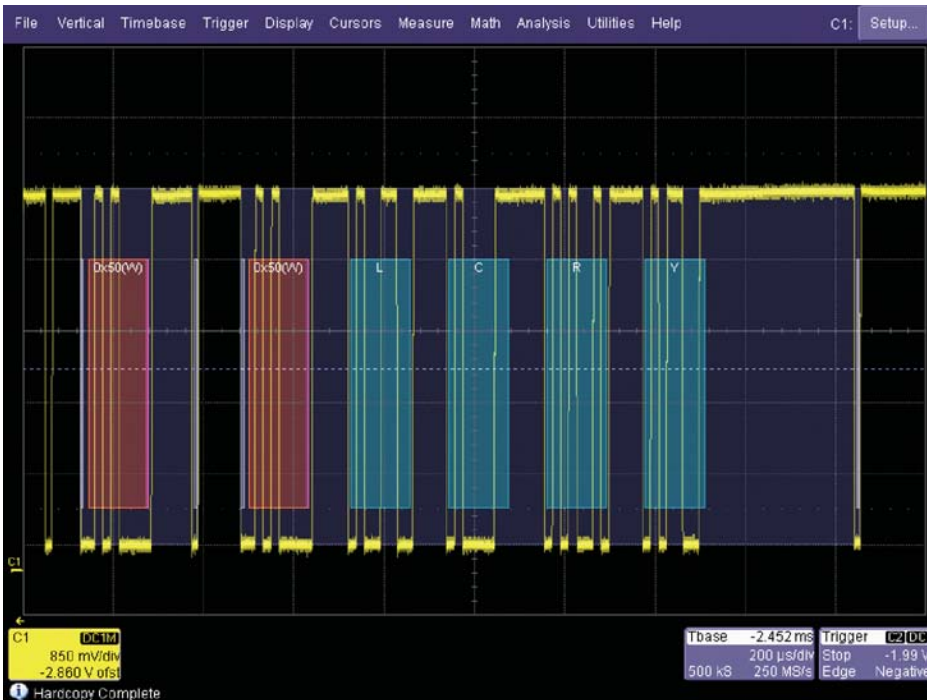 File Vertical Timebase Trigger Display Cursors Measure Math Analysis Utilities Help C1: Setup...
0x50(W) 0x50(W) L C R Y
C1
C1 DC1M
850 mV/div
-2.860 V ofst
Tbase -2.452 ms
200 µs/div
500 kS 250 MS/s
Trigger C2 DC
Stop -1.99 V
Edge Negative
Hardcopy Complete